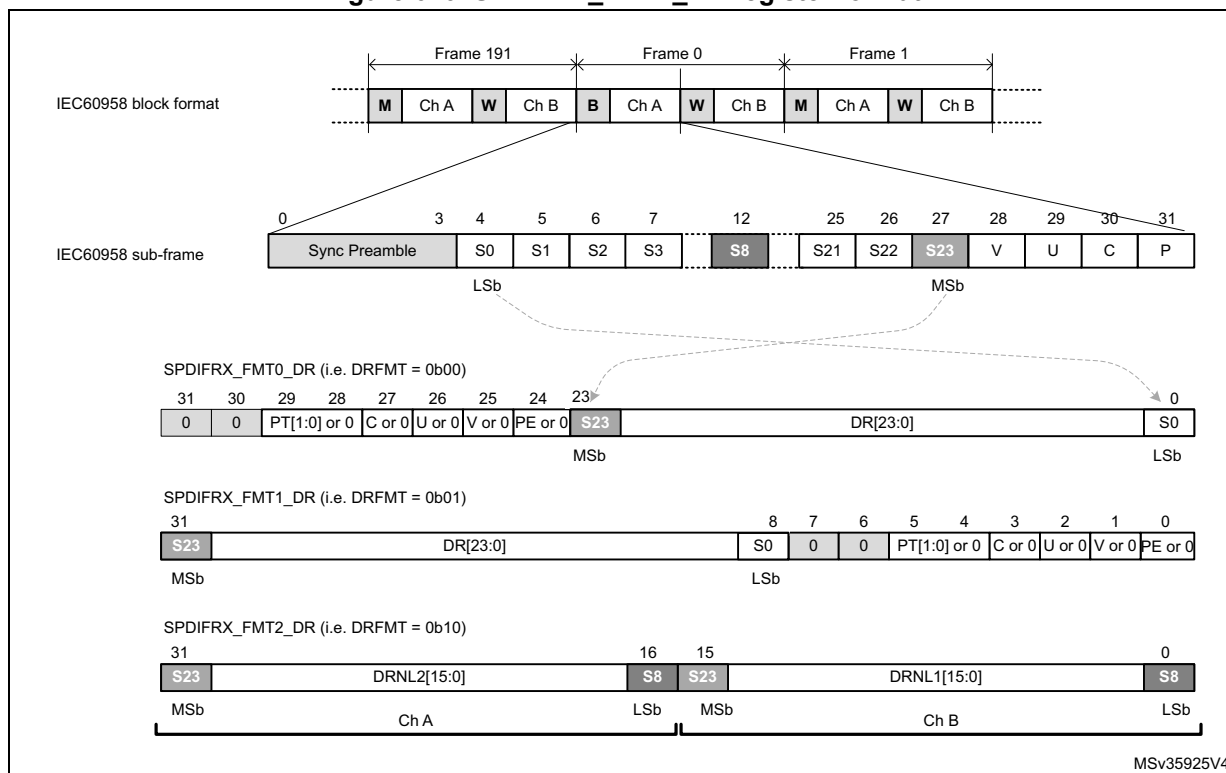 Frame 191 Frame 0 Frame 1
IEC60958 block format M Ch A W Ch B B Ch A W Ch B M Ch A W Ch B
0 3 4 5 6 7 12 25 26 27 28 29 30 31
IEC60958 sub-frame Sync Preamble S0 S1 S2 S3 S8 S21 S22 S23 V U C P
LSb MSb
SPDIFRX_FMT0_DR (i.e. DRFMT = 0b00)
31 30 29 28 27 26 25 24 23 0
0 0 PT[1:0] or 0 C or 0 U or 0 V or 0 PE or 0 S23 DR[23:0] S0
MSb LSb
SPDIFRX_FMT1_DR (i.e. DRFMT = 0b01)
31 8 7 6 5 4 3 2 1 0
S23 DR[23:0] S0 0 0 PT[1:0] or 0 C or 0 U or 0 V or 0 PE or 0
MSb LSb
SPDIFRX_FMT2_DR (i.e. DRFMT = 0b10)
31 16 15 0
S23 DRNL2[15:0] S8 S23 DRNL1[15:0] S8
MSb LSb MSb LSb
Ch A Ch B
MSv35925V4